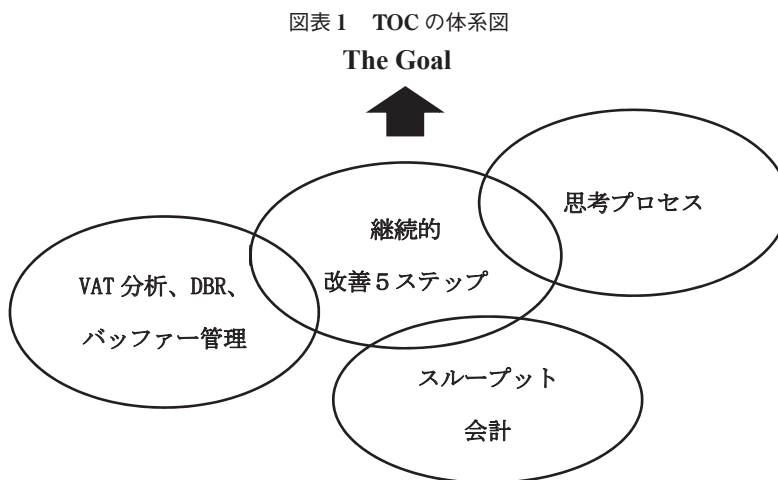 図表1 TOCの体系図
The Goal
思考プロセス
継続的
改善5ステップ
VAT分析、DBR、
バッファー管理
スループット
会計